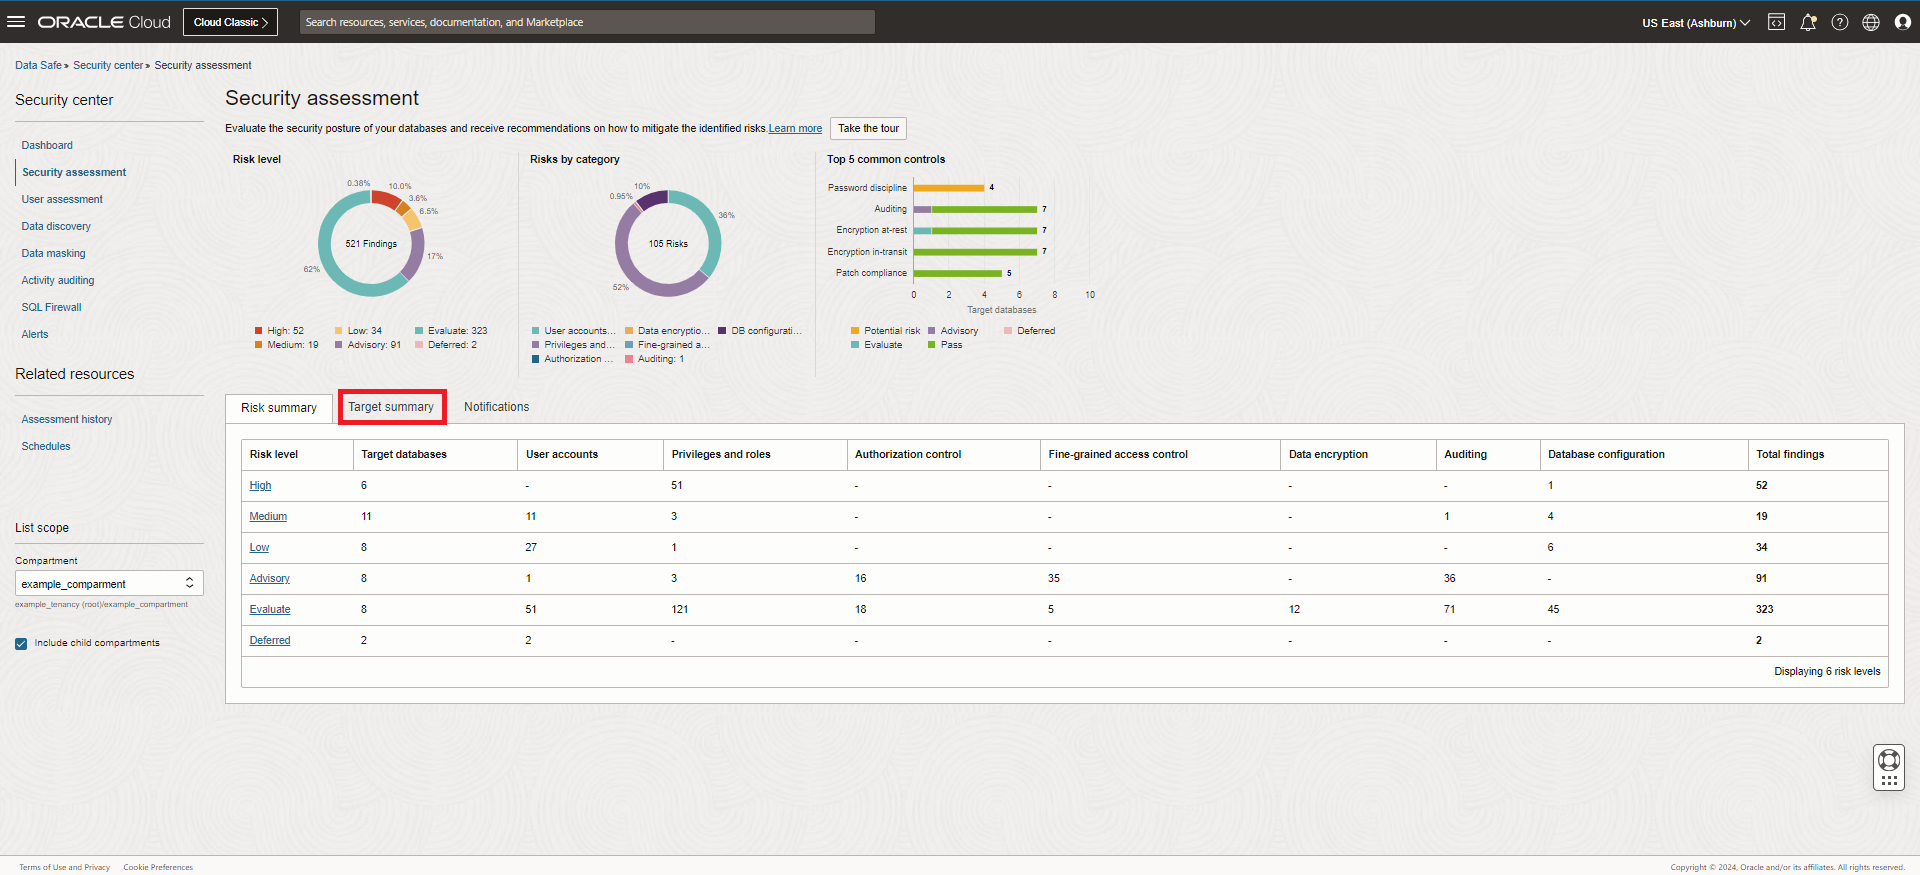 ORACLE Cloud
Cloud Classic
Search resources, services, documentation, and Marketplace
US East (Ashburn)
Data Safe » Security center » Security assessment
Security center
Dashboard
Security assessment
User assessment
Data discovery
Data masking
Activity auditing
SQL Firewall
Alerts
Related resources
Assessment history
Schedules
List scope
Compartment
example_comparment
example_tenancy (root)/example_compartment
Include child compartments
Security assessment
Evaluate the security posture of your databases and receive recommendations on how to mitigate the identified risks. Learn more
Take the tour
Risk level
0.38%
10.0%
3.6%
6.5%
17%
62%
521 Findings
High: 52
Low: 34
Evaluate: 323
Medium: 19
Advisory: 91
Deferred: 2
Risks by category
10%
0.95%
36%
52%
105 Risks
User accounts...
Data encryptio...
DB configurati...
Privileges and...
Fine-grained a...
Authorization ...
Auditing: 1
Top 5 common controls
Password discipline 4
Auditing 7
Encryption at-rest 7
Encryption in-transit 7
Patch compliance 5
0 2 4 6 8 10
Target databases
Potential risk
Advisory
Deferred
Evaluate
Pass
Risk summary
Target summary
Notifications
Risk level Target databases User accounts Privileges and roles Authorization control Fine-grained access control Data encryption Auditing Database configuration Total findings
High 6 - 51 - - - - 1 52
Medium 11 11 3 - - - 1 4 19
Low 8 27 1 - - - - 6 34
Advisory 8 1 3 16 35 - 36 - 91
Evaluate 8 51 121 18 5 12 71 45 323
Deferred 2 2 - - - - - - 2
Displaying 6 risk levels
Terms of Use and Privacy
Cookie Preferences
Copyright © 2024, Oracle and/or its affiliates. All rights reserved.